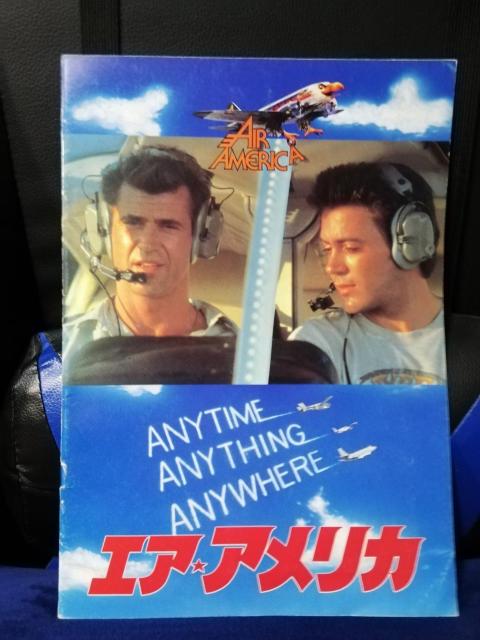 AIR
AMERICA
ANYTIME
ANYTHING
ANYWHERE
エア★アメリカ